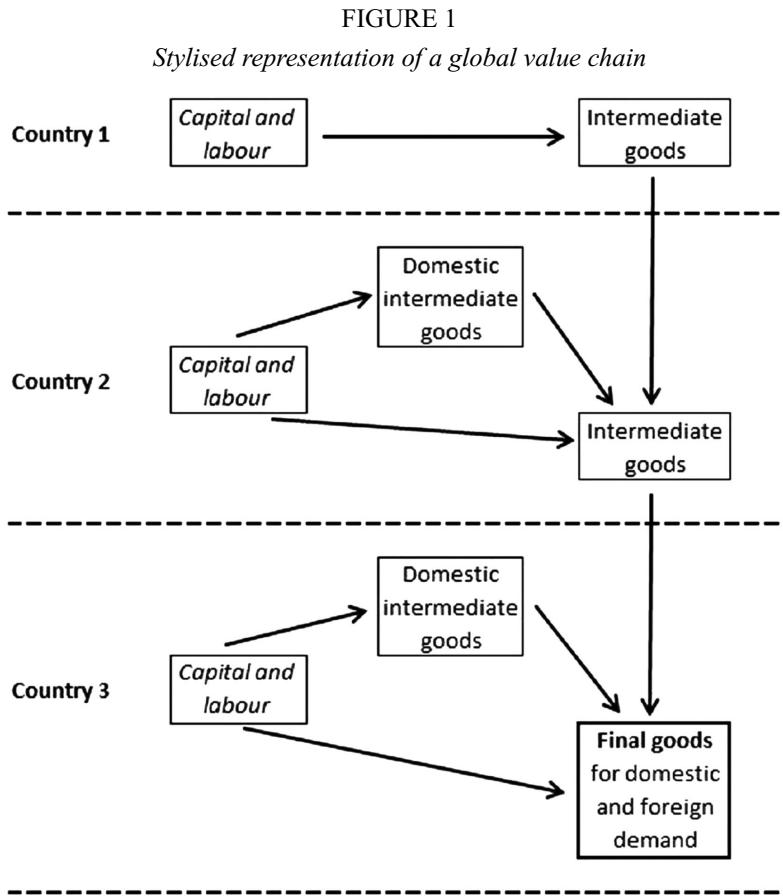 FIGURE 1
Stylised representation of a global value chain
Country 1
Capital and
labour
Intermediate
goods
Country 2
Domestic
intermediate
goods
Capital and
labour
Intermediate
goods
Country 3
Domestic
intermediate
goods
Capital and
labour
Final goods
for domestic
and foreign
demand